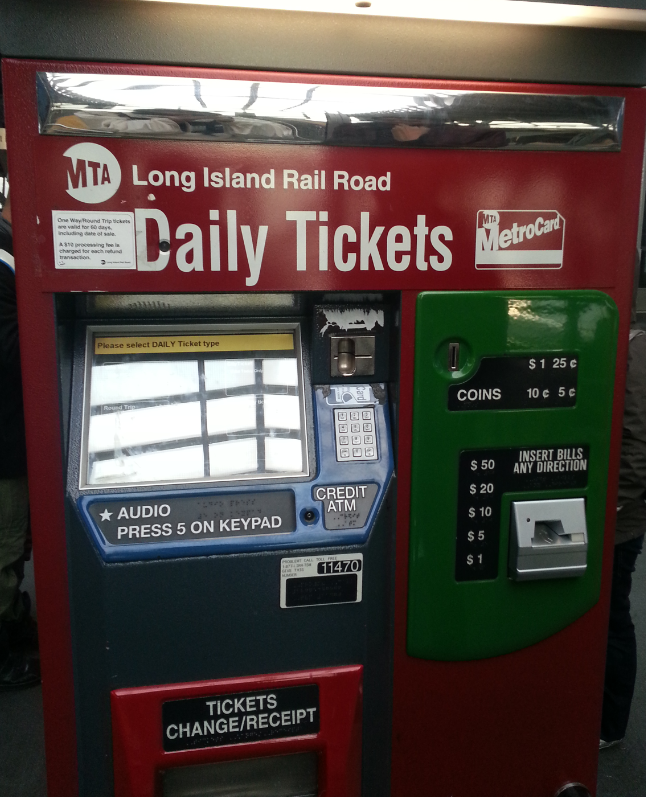 MTA Long Island Rail Road
One Way/Round Trip tickets
are valid for 60 days,
including date of sale.
A $10 processing fee is
charged for each refund
transaction.
Daily Tickets
MTA
MetroCard
Please select DAILY Ticket type
Round Trip
$1 25¢
COINS 10¢ 5¢
INSERT BILLS
ANY DIRECTION
$50
$20
$10
$5
$1
★ AUDIO
PRESS 5 ON KEYPAD
CREDIT
ATM
11470
TICKETS
CHANGE/RECEIPT